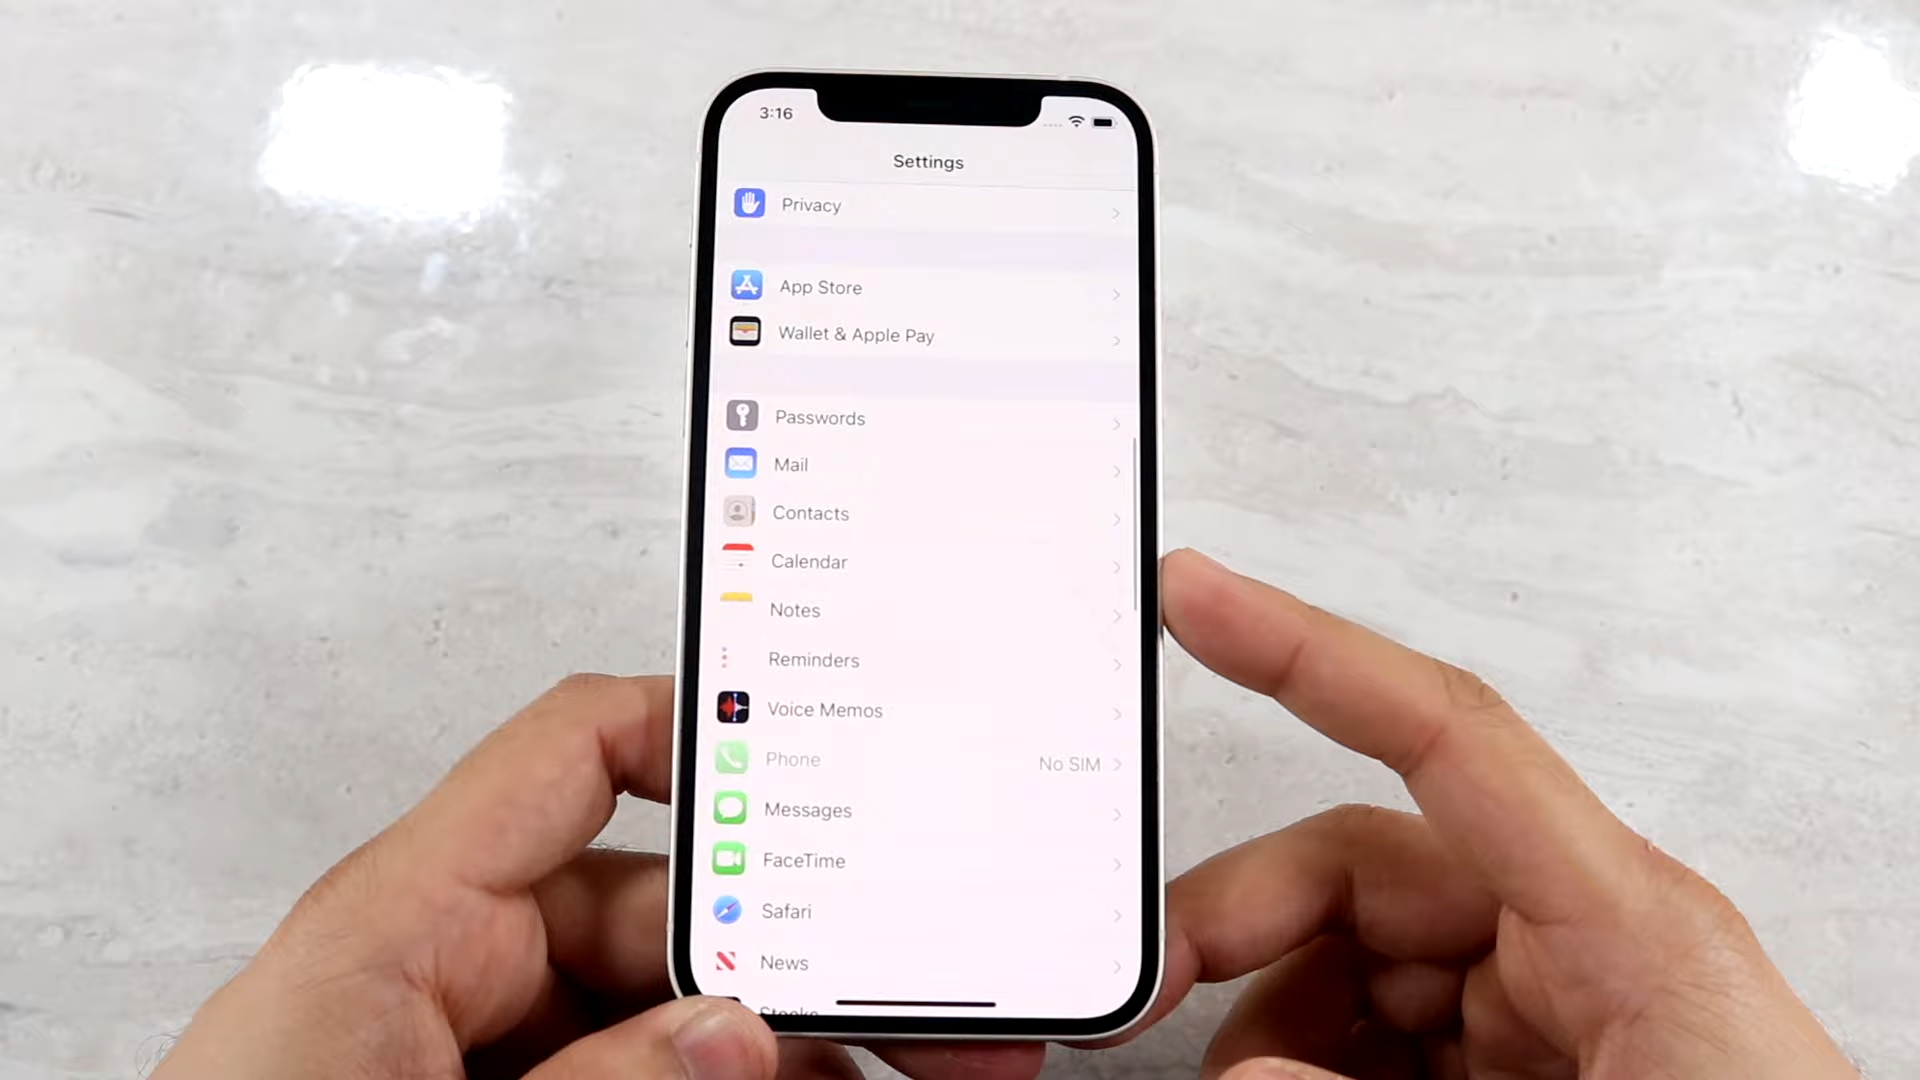 3:16
Settings
Privacy
App Store
Wallet & Apple Pay
Passwords
Mail
Contacts
Calendar
Notes
Reminders
Voice Memos
Phone No SIM
Messages
FaceTime
Safari
News
Stocks